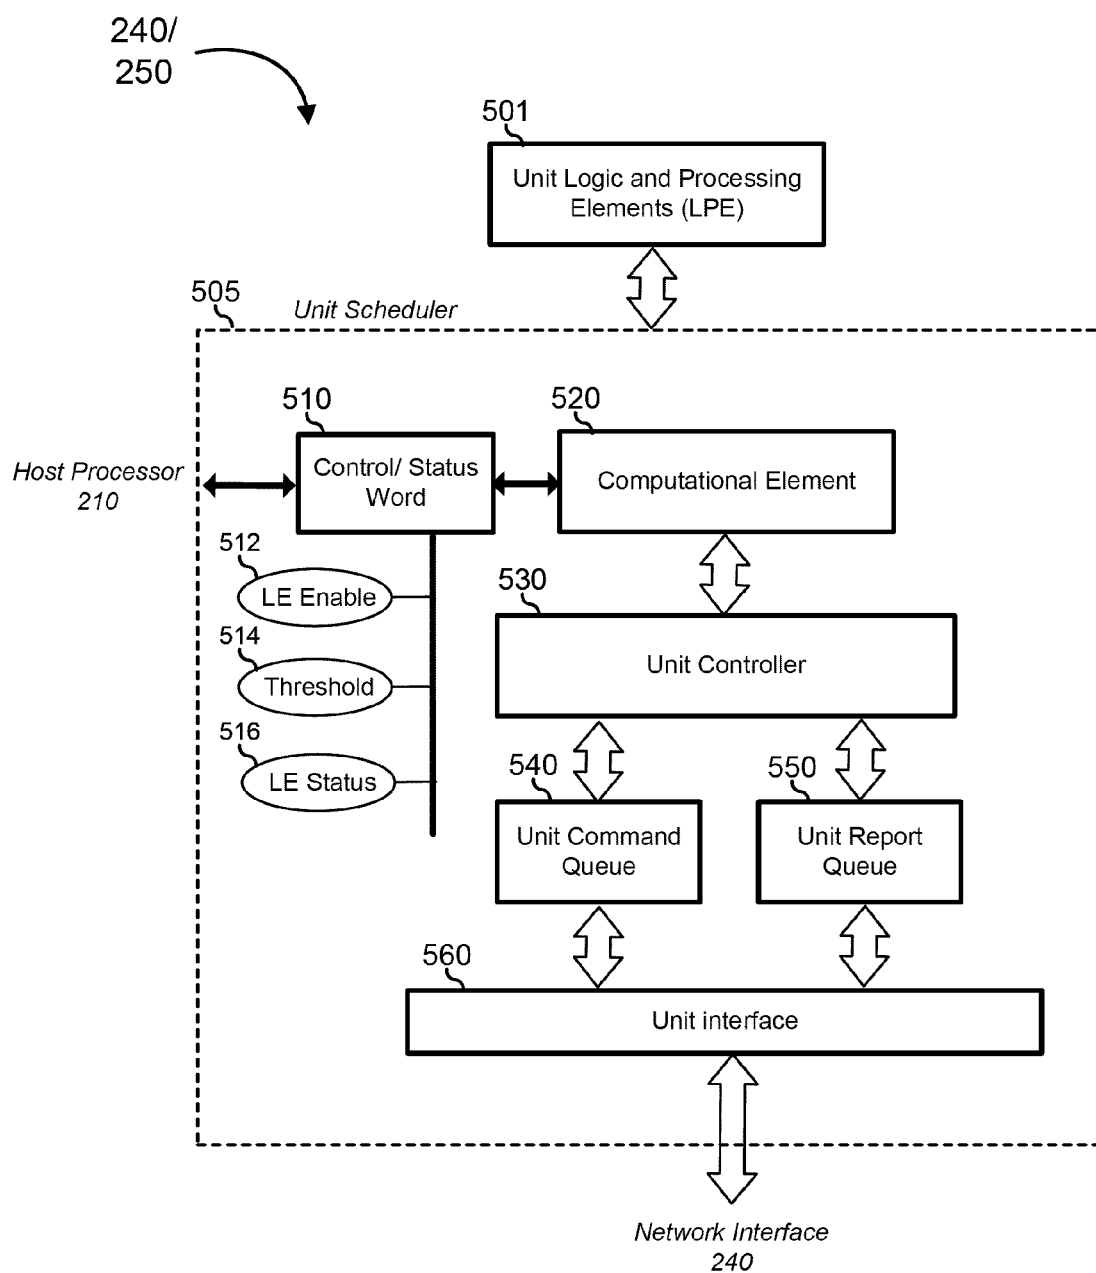 240/
250
501
Unit Logic and Processing
Elements (LPE)
505
Unit Scheduler
510
520
Host Processor
210
Control/ Status
Word
Computational Element
512
LE Enable
530
514
Threshold
Unit Controller
516
LE Status
540
550
Unit Command
Queue
Unit Report
Queue
560
Unit interface
Network Interface
240